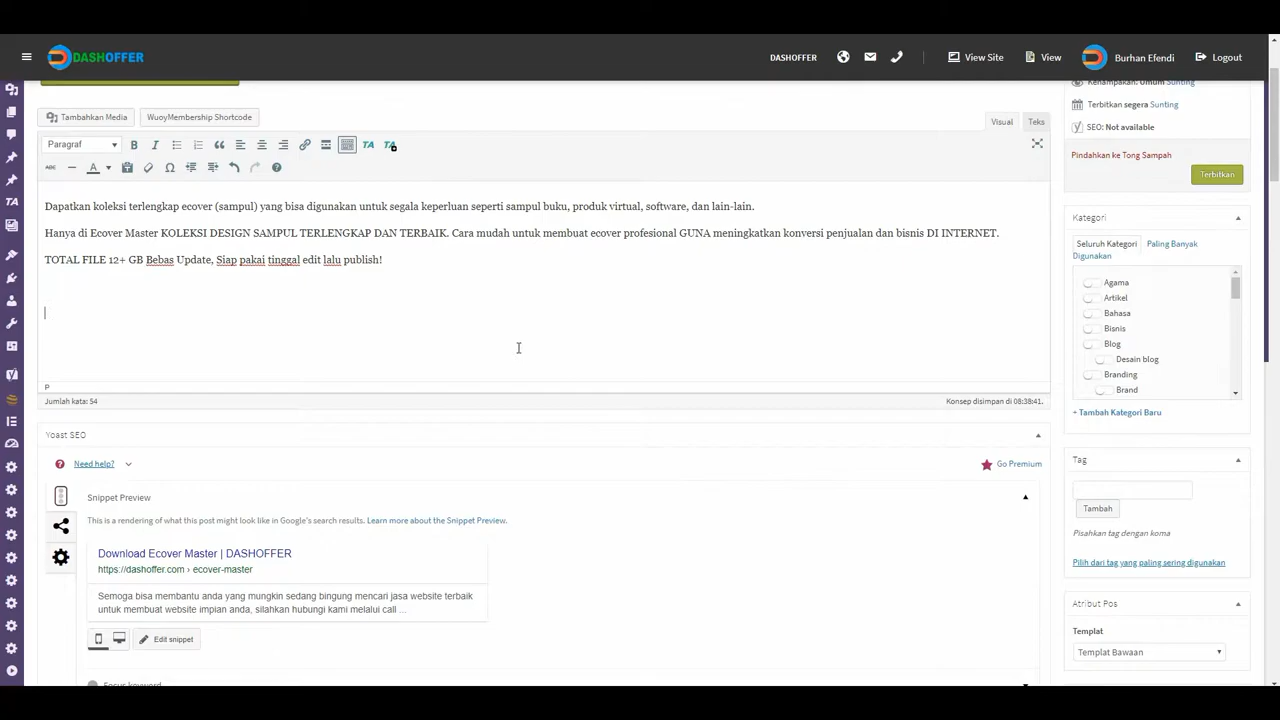 DASHOFFER
DASHOFFER
View Site
View
Burhan Efendi
Logout
Kenampakan: Umum Sunting
Tambahkan Media
WuoyMembership Shortcode
Visual
Teks
Terbitkan segera Sunting
SEO: Not available
Paragraf
B
I
TA
TA
Pindahkan ke Tong Sampah
Terbitkan
ABC
A
Ω
Dapatkan koleksi terlengkap ecover (sampul) yang bisa digunakan untuk segala keperluan seperti sampul buku, produk virtual, software, dan lain-lain.
Hanya di Ecover Master KOLEKSI DESIGN SAMPUL TERLENGKAP DAN TERBAIK. Cara mudah untuk membuat ecover profesional GUNA meningkatkan konversi penjualan dan bisnis DI INTERNET.
TOTAL FILE 12+ GB Bebas Update, Siap pakai tinggal edit lalu publish!
P
Jumlah kata: 54
Konsep disimpan di 08:38:41.
Kategori
Seluruh Kategori
Paling Banyak
Digunakan
Agama
Artikel
Bahasa
Bisnis
Blog
Desain blog
Branding
Brand
+ Tambah Kategori Baru
Yoast SEO
Need help?
Go Premium
Snippet Preview
This is a rendering of what this post might look like in Google's search results. Learn more about the Snippet Preview.
Download Ecover Master | DASHOFFER
https://dashoffer.com › ecover-master
Semoga bisa membantu anda yang mungkin sedang bingung mencari jasa website terbaik
untuk membuat website impian anda, silahkan hubungi kami melalui call ...
Edit snippet
Focus keyword
Tag
Tambah
Pisahkan tag dengan koma
Pilih dari tag yang paling sering digunakan
Atribut Pos
Templat
Templat Bawaan